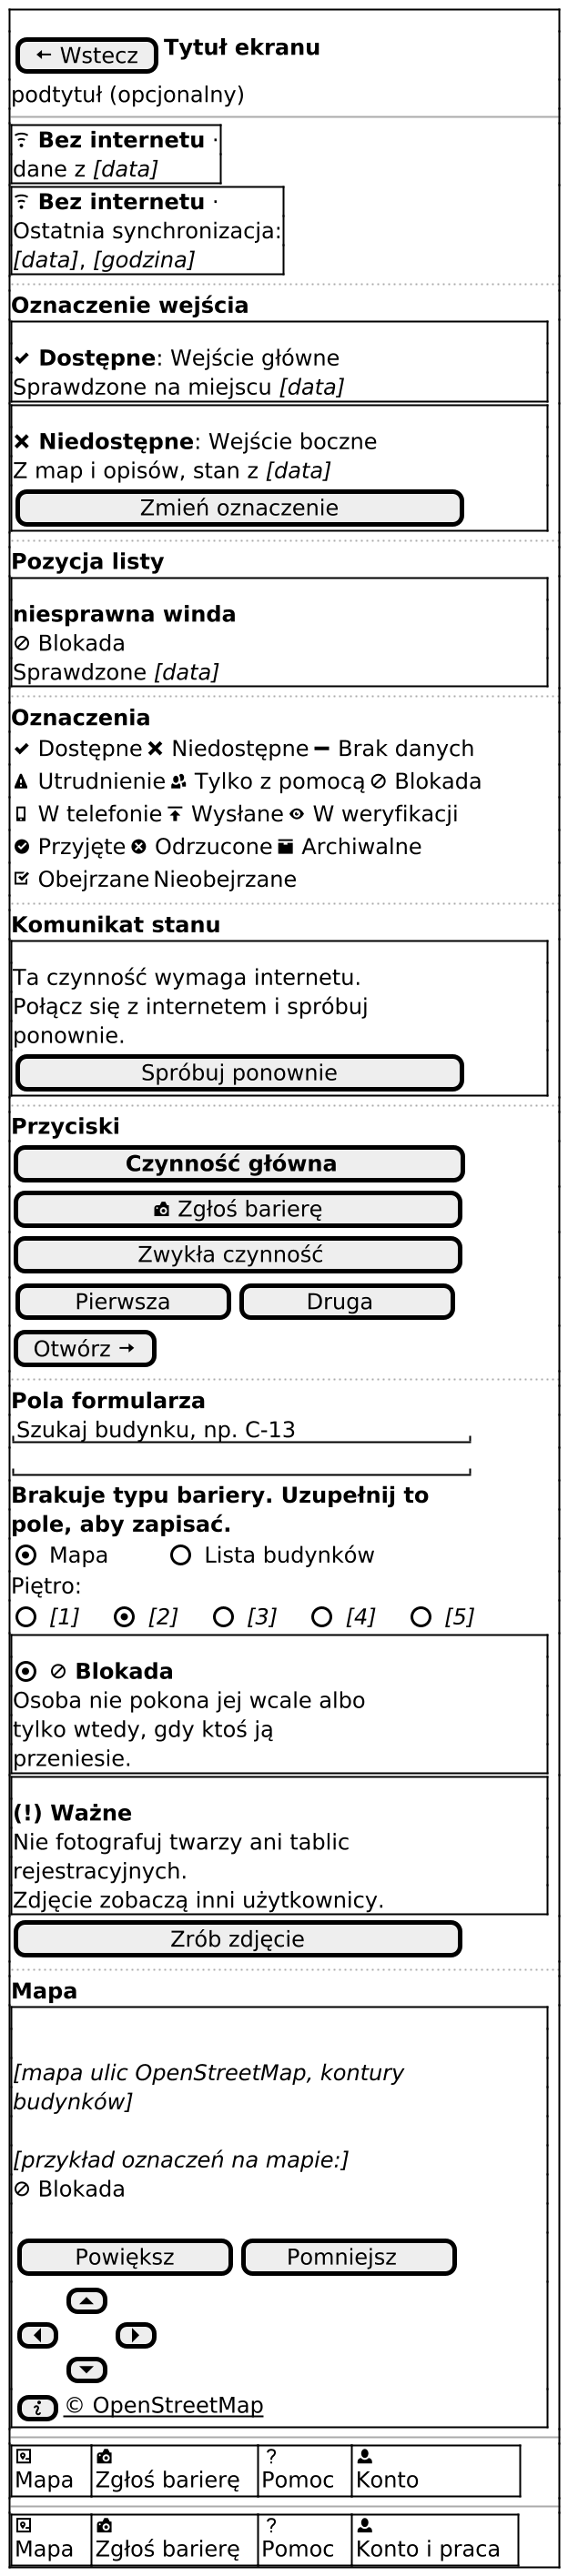 ← Wstecz Tytuł ekranu
podtytuł (opcjonalny)
Bez internetu ·
dane z [data]
Bez internetu ·
Ostatnia synchronizacja:
[data], [godzina]
Oznaczenie wejścia
✔ Dostępne: Wejście główne
Sprawdzone na miejscu [data]
✖ Niedostępne: Wejście boczne
Z map i opisów, stan z [data]
Zmień oznaczenie
Pozycja listy
niesprawna winda
Blokada
Sprawdzone [data]
Oznaczenia
✔ Dostępne ✖ Niedostępne − Brak danych
Utrudnienie Tylko z pomocą Blokada
W telefonie Wysłane W weryfikacji
Przyjęte Odrzucone Archiwalne
Obejrzane Nieobejrzane
Komunikat stanu
Ta czynność wymaga internetu.
Połącz się z internetem i spróbuj
ponownie.
Spróbuj ponownie
Przyciski
Czynność główna
Zgłoś barierę
Zwykła czynność
Pierwsza Druga
Otwórz →
Pola formularza
Szukaj budynku, np. C-13
Brakuje typu bariery. Uzupełnij to
pole, aby zapisać.
Mapa Lista budynków
Piętro:
[1] [2] [3] [4] [5]
Blokada
Osoba nie pokona jej wcale albo
tylko wtedy, gdy ktoś ją
przeniesie.
(!) Ważne
Nie fotografuj twarzy ani tablic
rejestracyjnych.
Zdjęcie zobaczą inni użytkownicy.
Zrób zdjęcie
Mapa
[mapa ulic OpenStreetMap, kontury
budynków]
[przykład oznaczeń na mapie:]
Blokada
Powiększ Pomniejsz
i © OpenStreetMap
?
Mapa Zgłoś barierę Pomoc Konto
?
Mapa Zgłoś barierę Pomoc Konto i praca